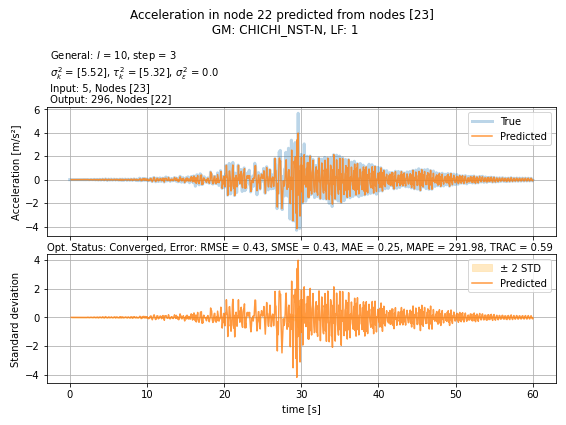 Acceleration in node 22 predicted from nodes [23]
GM: CHICHI_NST-N, LF: 1
General: l = 10, step = 3
σ²ₖ = [5.52], τ²ₖ = [5.32], σ²ε = 0.0
Input: 5, Nodes [23]
Output: 296, Nodes [22]
6
4
2
0
−2
−4
Acceleration [m/s²]
True
Predicted
Opt. Status: Converged, Error: RMSE = 0.43, SMSE = 0.43, MAE = 0.25, MAPE = 291.98, TRAC = 0.59
4
2
0
−2
−4
Standard deviation
± 2 STD
Predicted
0 10 20 30 40 50 60
time [s]